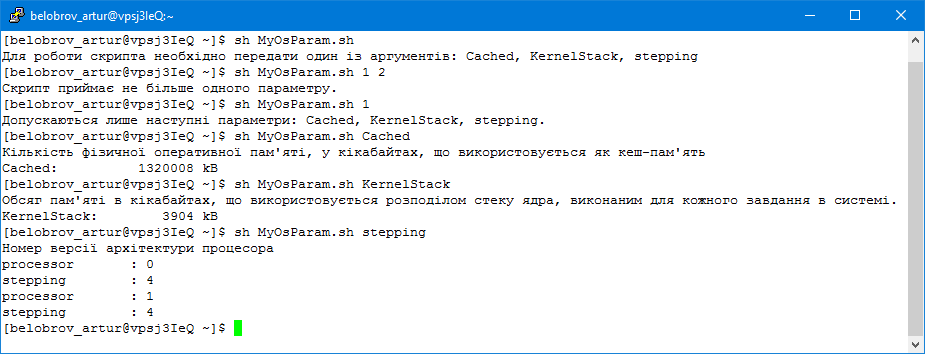 belobrov_artur@vpsj3IeQ:~
[belobrov_artur@vpsj3IeQ ~]$ sh MyOsParam.sh
Для роботи скрипта необхідно передати один із аргументів: Cached, KernelStack, stepping
[belobrov_artur@vpsj3IeQ ~]$ sh MyOsParam.sh 1 2
Скрипт приймає не більше одного параметру.
[belobrov_artur@vpsj3IeQ ~]$ sh MyOsParam.sh 1
Допускаються лише наступні параметри: Cached, KernelStack, stepping.
[belobrov_artur@vpsj3IeQ ~]$ sh MyOsParam.sh Cached
Кількість фізичної оперативної пам'яті, у кікабайтах, що використовується як кеш-пам'ять
Cached:          1320008 kB
[belobrov_artur@vpsj3IeQ ~]$ sh MyOsParam.sh KernelStack
Обсяг пам'яті в кікабайтах, що використовується розподілом стеку ядра, виконаним для кожного завдання в системі.
KernelStack:        3904 kB
[belobrov_artur@vpsj3IeQ ~]$ sh MyOsParam.sh stepping
Номер версії архітектури процесора
processor       : 0
stepping        : 4
processor       : 1
stepping        : 4
[belobrov_artur@vpsj3IeQ ~]$